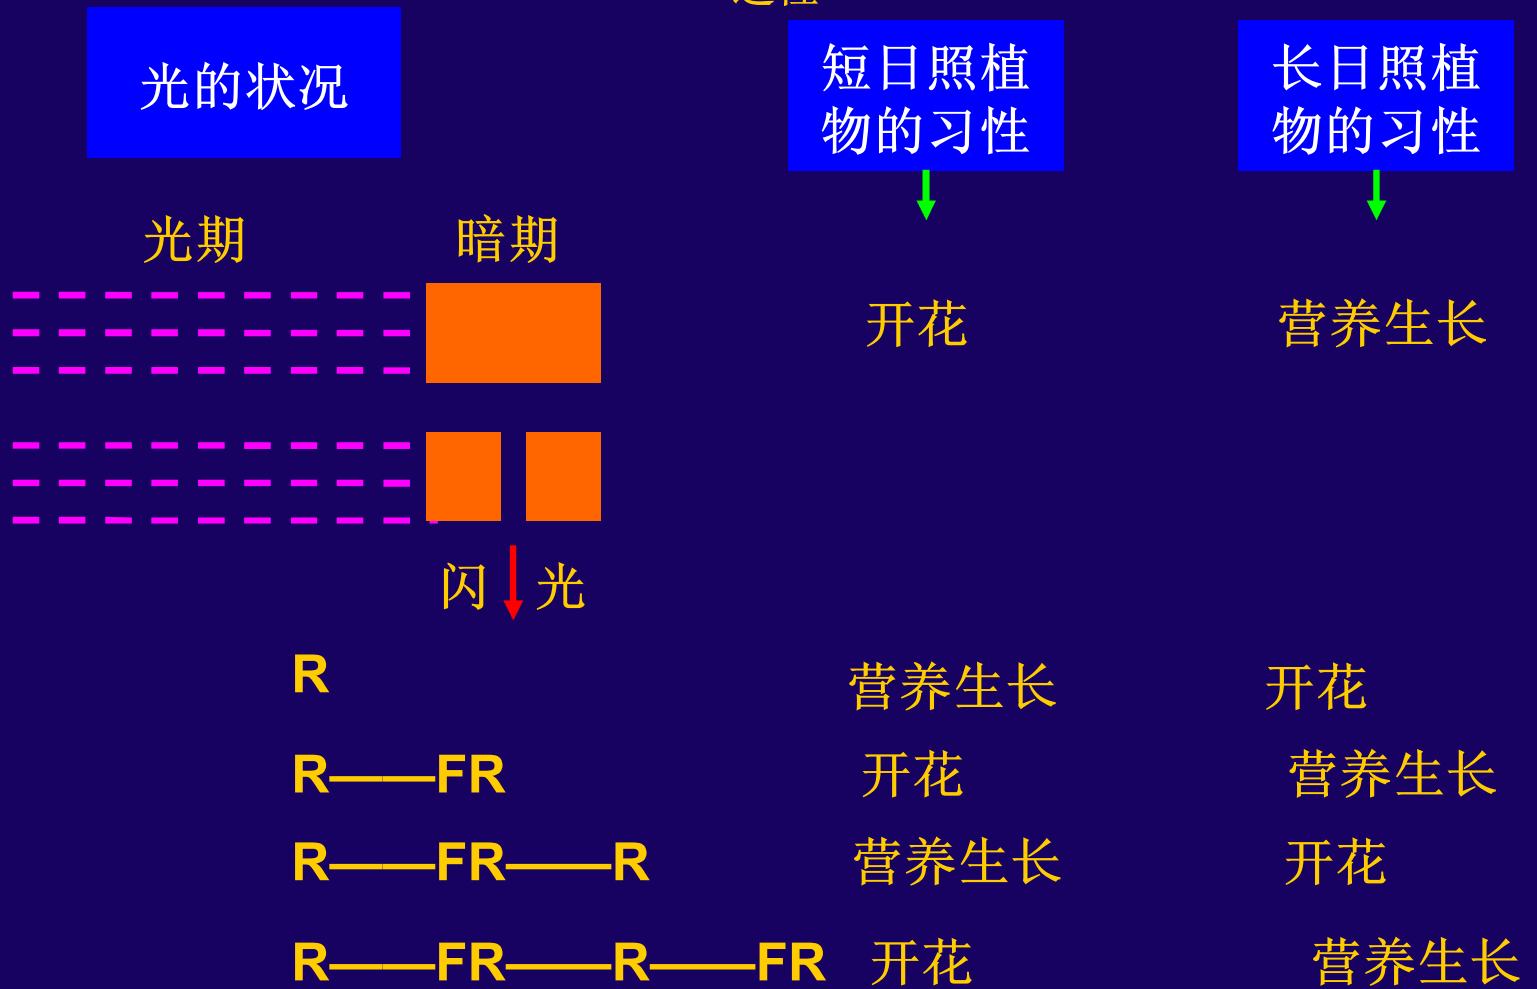 光的状况
短日照植
物的习性
长日照植
物的习性
光期 暗期
开花 营养生长
闪 光
R 营养生长 开花
R——FR 开花 营养生长
R——FR——R 营养生长 开花
R——FR——R——FR 开花 营养生长